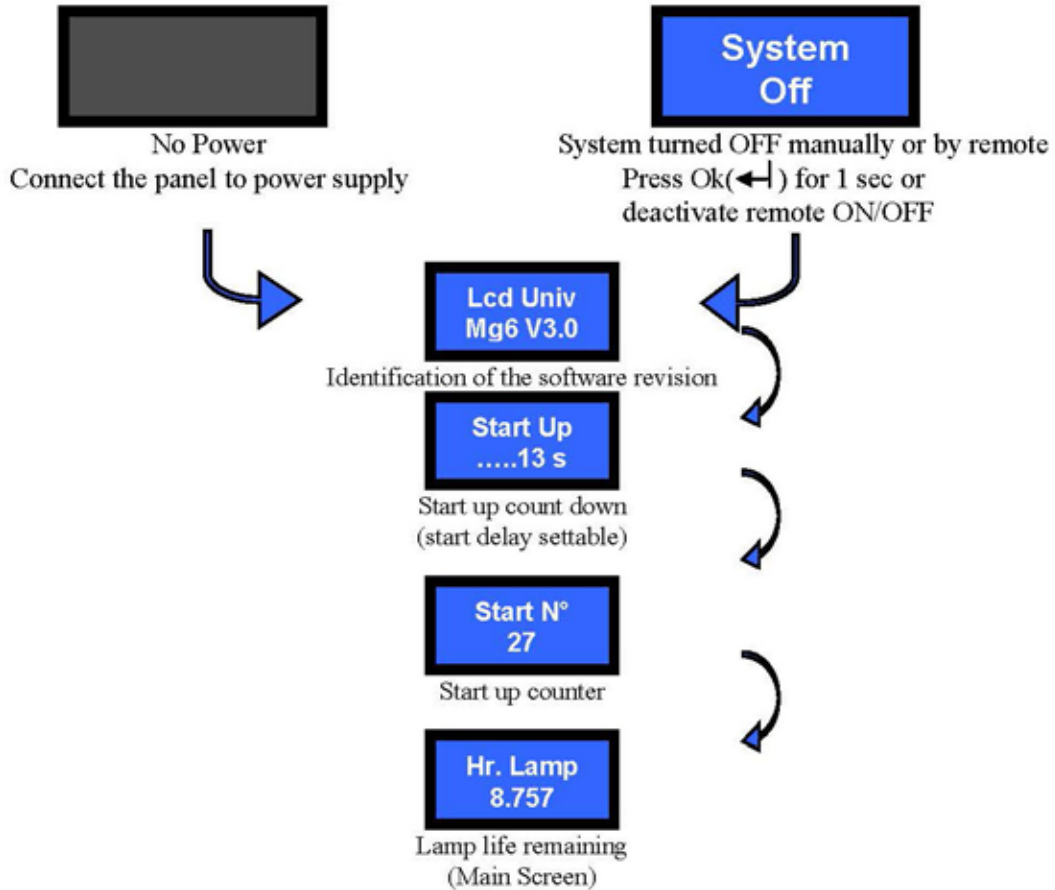 System
Off
No Power
Connect the panel to power supply
System turned OFF manually or by remote
Press Ok(↵) for 1 sec or
deactivate remote ON/OFF
Lcd Univ
Mg6 V3.0
Identification of the software revision
Start Up
.....13 s
Start up count down
(start delay settable)
Start N°
27
Start up counter
Hr. Lamp
8.757
Lamp life remaining
(Main Screen)